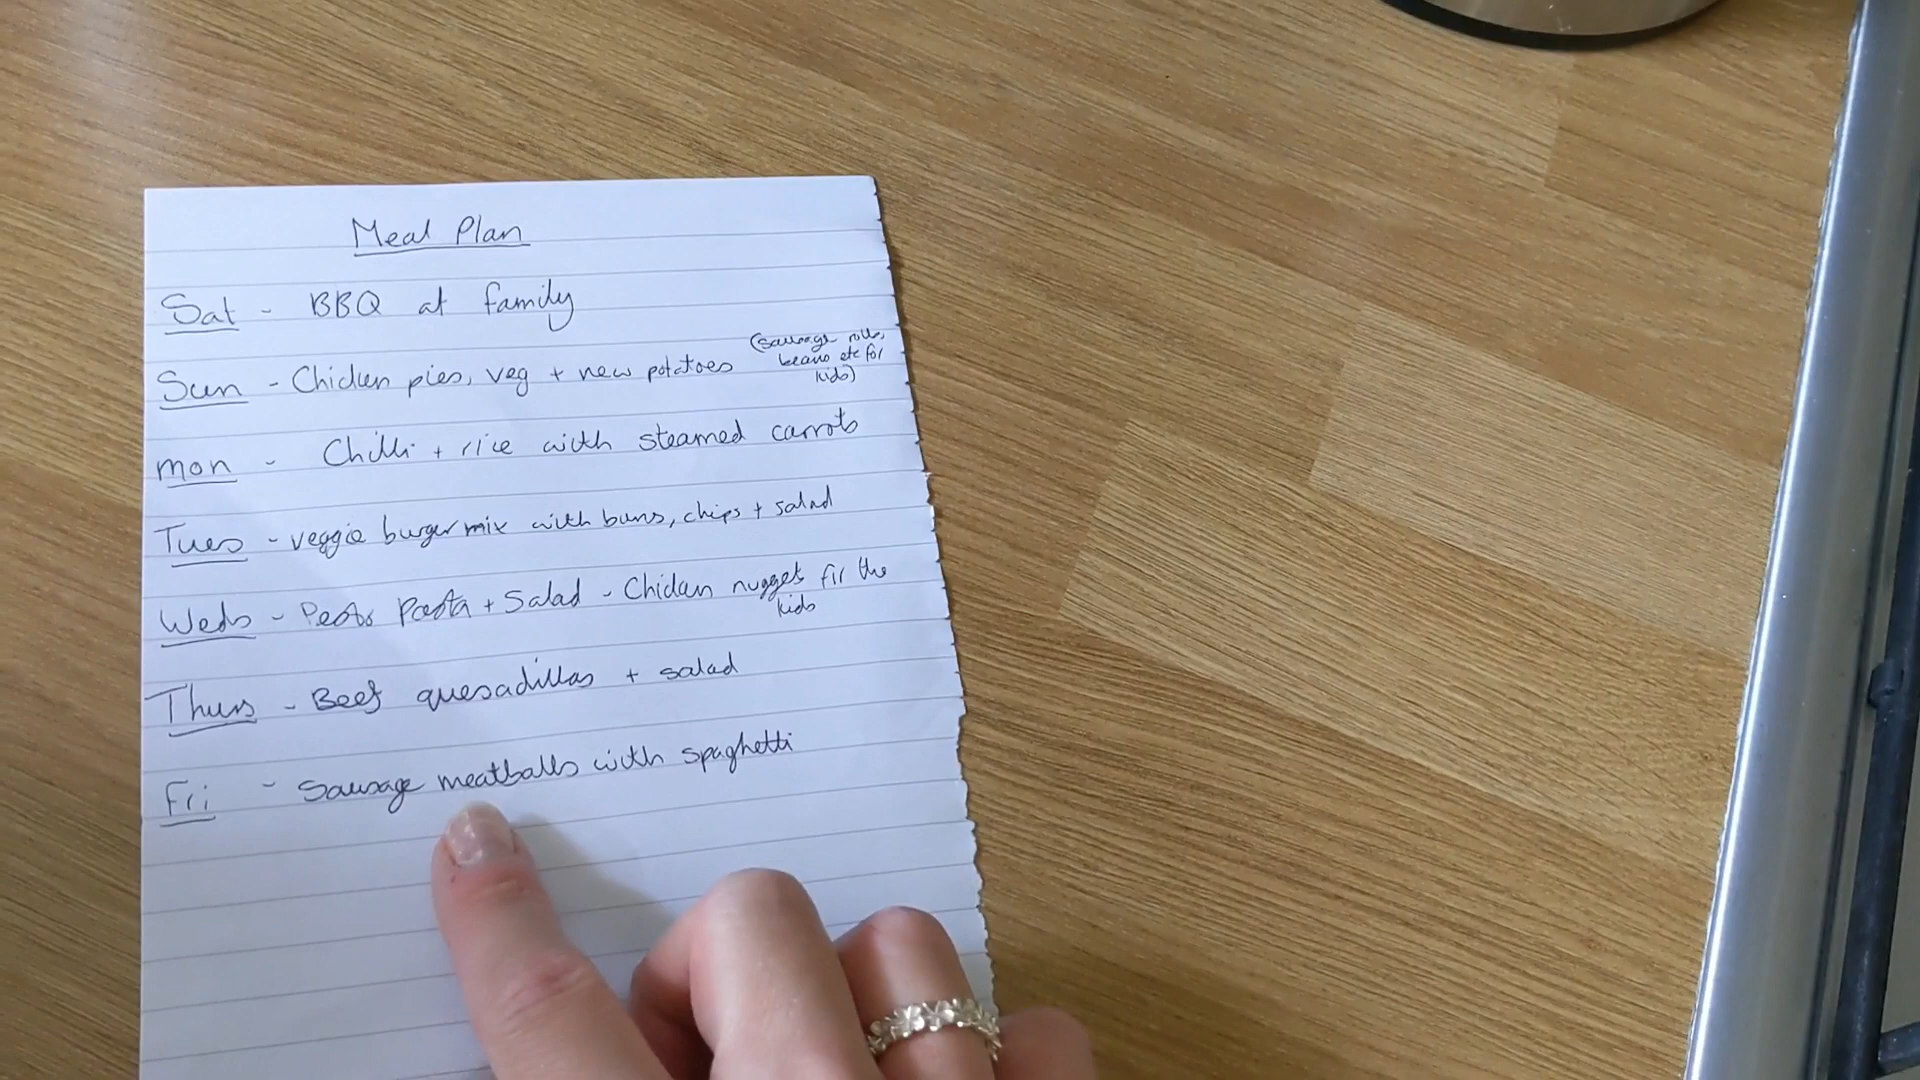 Meal Plan
Sat - BBQ at family
Sun - Chicken pies, veg + new potatoes (sausage rolls,
beans etc for
kids)
Mon - Chilli + rice with steamed carrots
Tues - veggie burger mix with buns, chips + salad
Weds - Pesto Pasta + Salad - Chicken nuggets for the
kids
Thurs - Beef quesadillas + salad
Fri - Sausage meatballs with spaghetti